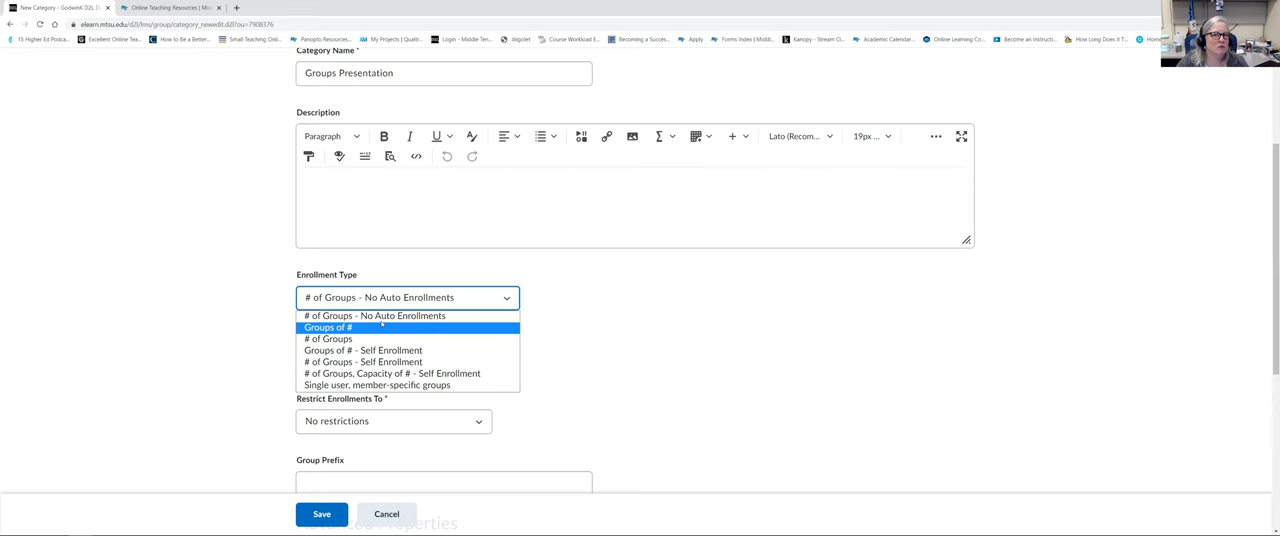 New Category - GodwinK D2L D
Online Teaching Resources | Mi
elearn.mtsu.edu/d2l/lms/group/category_newedit.d2l?ou=7908376
15 Higher Ed Podca...
Excellent Online Tea...
How to Be a Better...
Small Teaching Onli...
Panopto Resources...
My Projects (Qualtr...
Login - Middle Ten...
diigolet
Course Workload E...
Becoming a Succes...
Apply
Forms Index | Middl...
Kanopy - Stream Cl...
Academic Calendar...
Online Learning Co...
Become an Instructi...
How Long Does it T...
Home
Category Name *
Groups Presentation
Description
Paragraph
B I U
Lato (Recom...
19px ...
Enrollment Type
# of Groups - No Auto Enrollments
# of Groups - No Auto Enrollments
Groups of #
# of Groups
Groups of # - Self Enrollment
# of Groups - Self Enrollment
# of Groups, Capacity of # - Self Enrollment
Single user, member-specific groups
Restrict Enrollments To *
No restrictions
Group Prefix
Save
Cancel
Advanced Properties